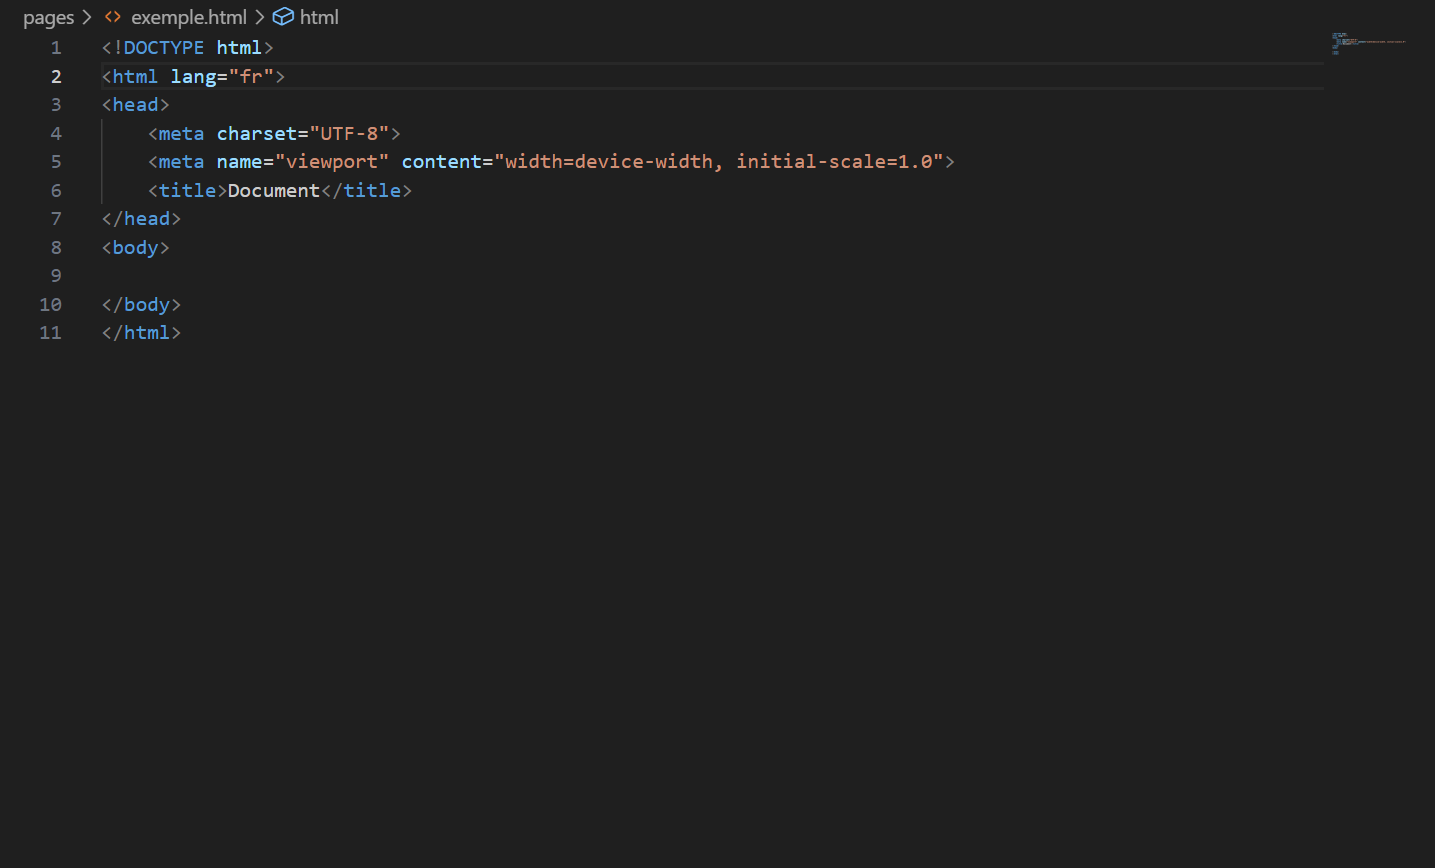 pages > <> exemple.html > html
1 <!DOCTYPE html>
2 <html lang="fr">
3 <head>
4     <meta charset="UTF-8">
5     <meta name="viewport" content="width=device-width, initial-scale=1.0">
6     <title>Document</title>
7 </head>
8 <body>
9
10 </body>
11 </html>